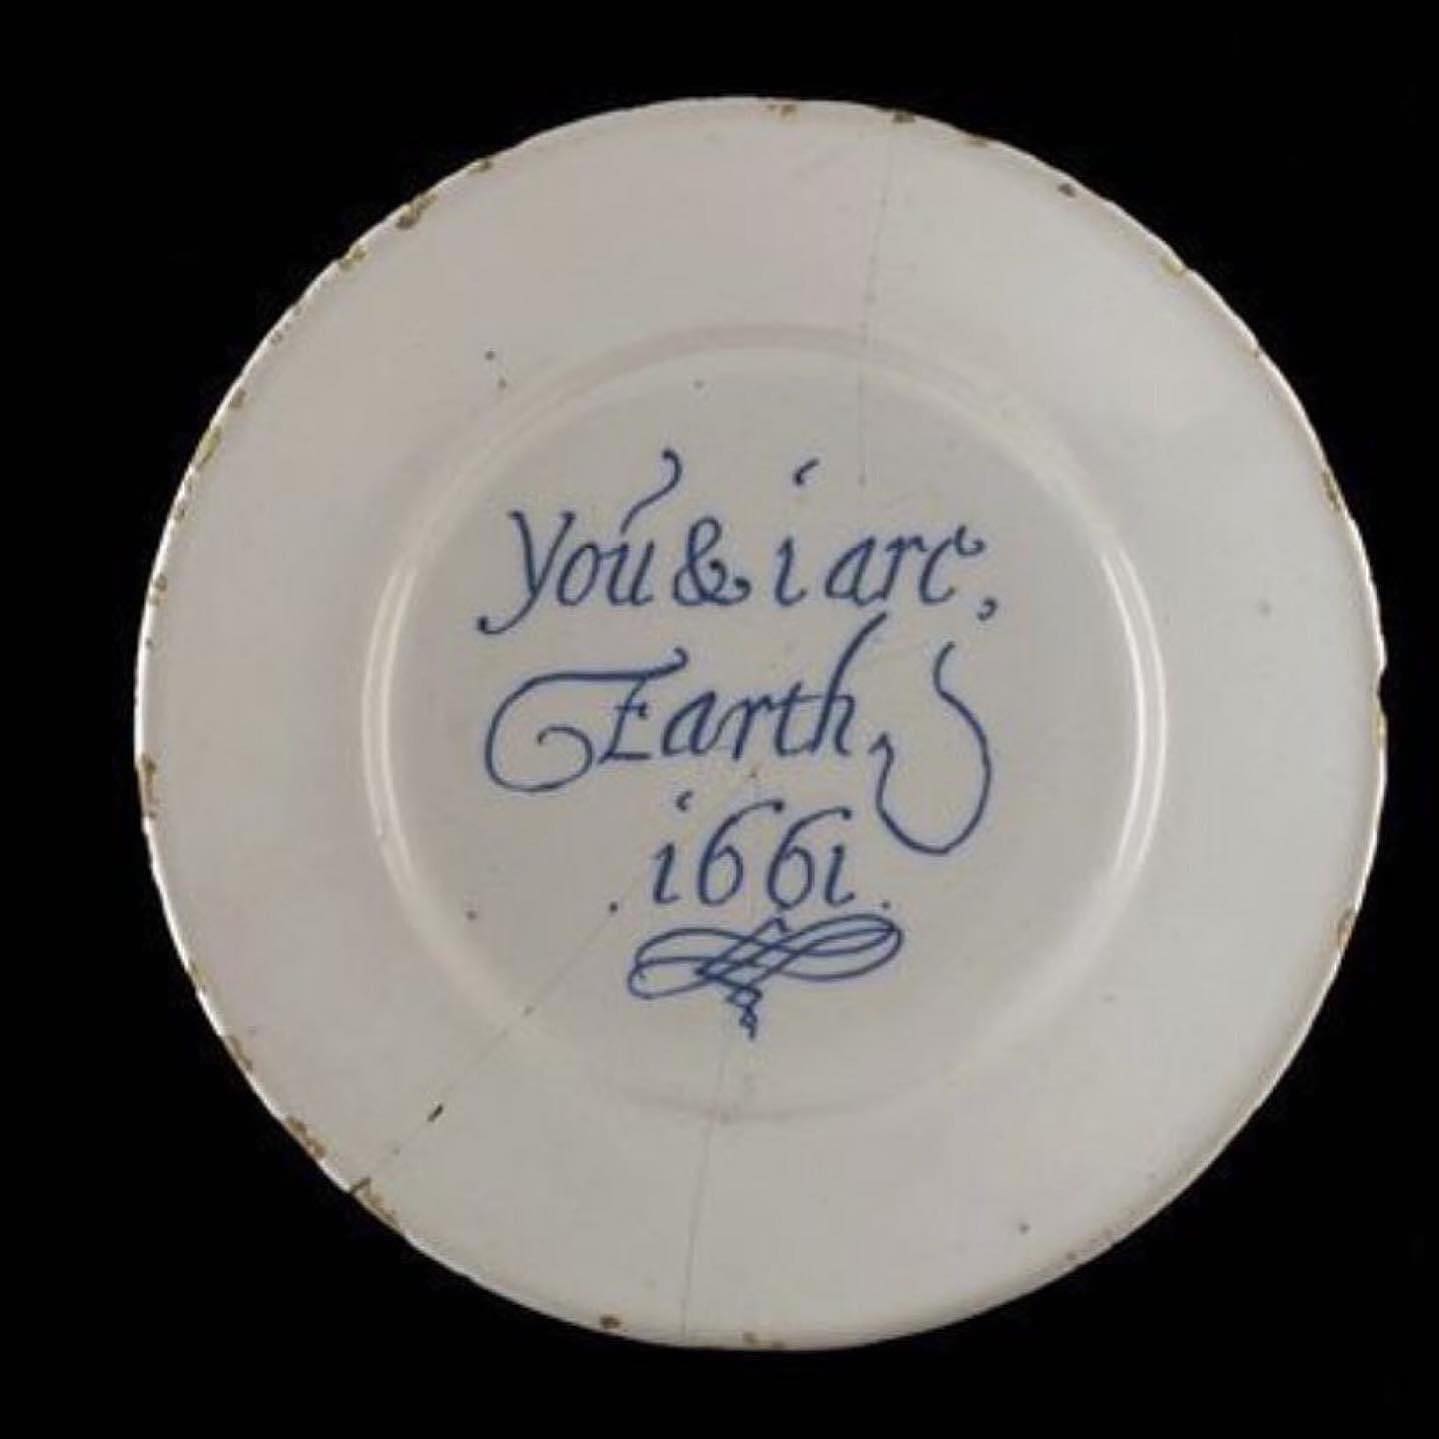 You & i are,
Earth,
1661.